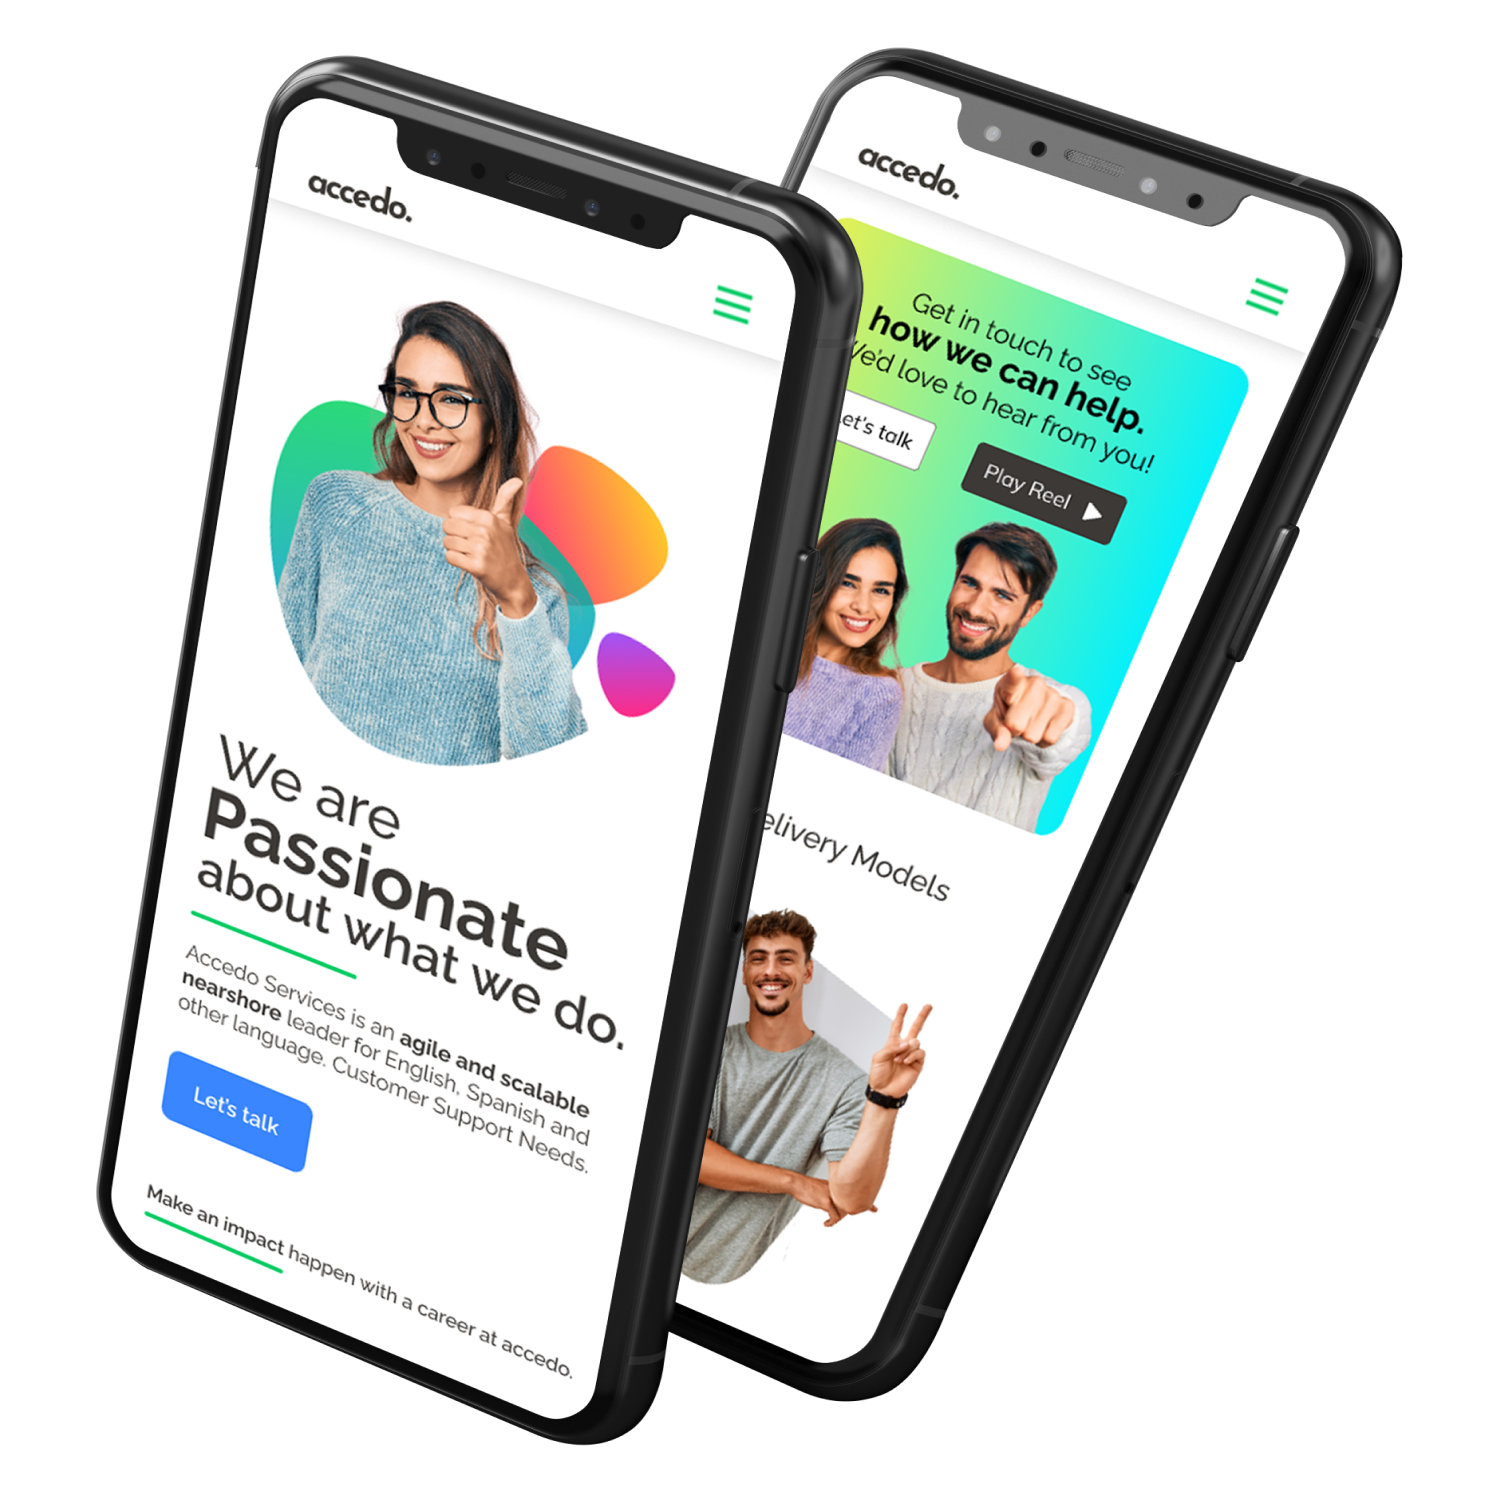 accedo.
We are
Passionate
about what we do.
Accedo Services is an agile and scalable
nearshore leader for English, Spanish and
other language. Customer Support Needs.
Let's talk
Make an impact happen with a career at accedo.
accedo.
Get in touch to see
how we can help.
We'd love to hear from you!
Let's talk
Play Reel
elivery Models